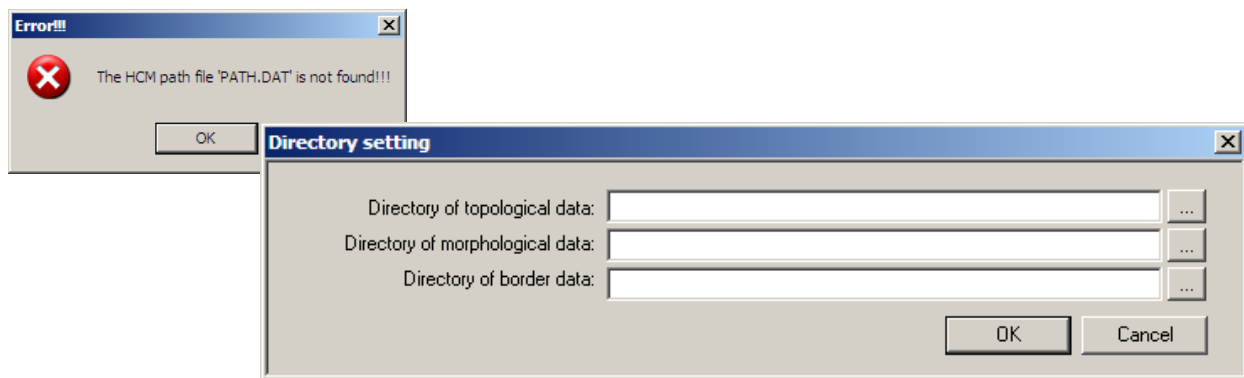 Error!!!
The HCM path file 'PATH.DAT' is not found!!!
OK
Directory setting
Directory of topological data:
...
Directory of morphological data:
...
Directory of border data:
...
OK
Cancel